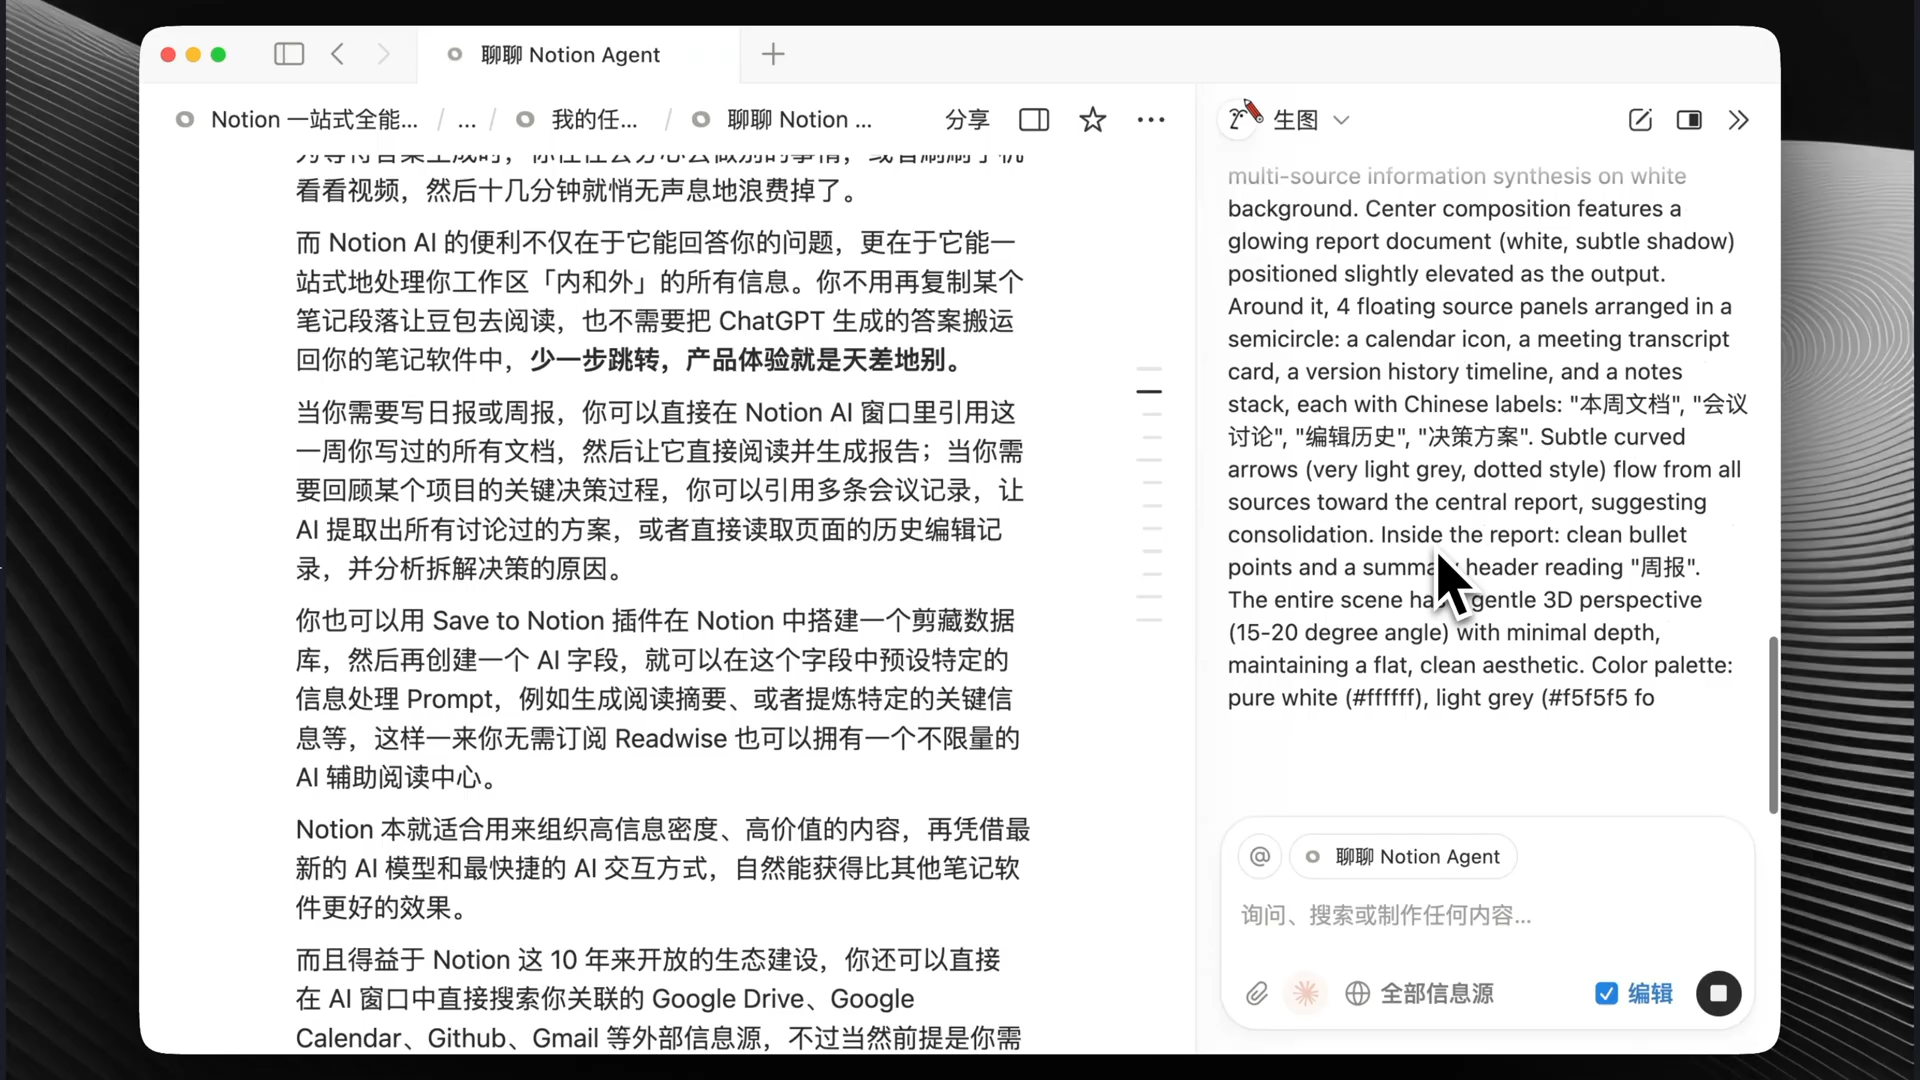 聊聊 Notion Agent
Notion 一站式全能... / ... / 我的任... / 聊聊 Notion ...
分享
生图
看看视频，然后十几分钟就悄无声息地浪费掉了。
而 Notion AI 的便利不仅在于它能回答你的问题，更在于它能一
站式地处理你工作区「内和外」的所有信息。你不用再复制某个
笔记段落让豆包去阅读，也不需要把 ChatGPT 生成的答案搬运
回你的笔记软件中，少一步跳转，产品体验就是天差地别。
当你需要写日报或周报，你可以直接在 Notion AI 窗口里引用这
一周你写过的所有文档，然后让它直接阅读并生成报告；当你需
要回顾某个项目的关键决策过程，你可以引用多条会议记录，让
AI 提取出所有讨论过的方案，或者直接读取页面的历史编辑记
录，并分析拆解决策的原因。
你也可以用 Save to Notion 插件在 Notion 中搭建一个剪藏数据
库，然后再创建一个 AI 字段，就可以在这个字段中预设特定的
信息处理 Prompt，例如生成阅读摘要、或者提炼特定的关键信
息等，这样一来你无需订阅 Readwise 也可以拥有一个不限量的
AI 辅助阅读中心。
Notion 本就适合用来组织高信息密度、高价值的内容，再凭借最
新的 AI 模型和最快捷的 AI 交互方式，自然能获得比其他笔记软
件更好的效果。
而且得益于 Notion 这 10 年来开放的生态建设，你还可以直接
在 AI 窗口中直接搜索你关联的 Google Drive、Google
Calendar、Github、Gmail 等外部信息源，不过当然前提是你需
multi-source information synthesis on white
background. Center composition features a
glowing report document (white, subtle shadow)
positioned slightly elevated as the output.
Around it, 4 floating source panels arranged in a
semicircle: a calendar icon, a meeting transcript
card, a version history timeline, and a notes
stack, each with Chinese labels: "本周文档", "会议
讨论", "编辑历史", "决策方案". Subtle curved
arrows (very light grey, dotted style) flow from all
sources toward the central report, suggesting
consolidation. Inside the report: clean bullet
points and a summary header reading "周报".
The entire scene gentle 3D perspective
(15-20 degree angle) with minimal depth,
maintaining a flat, clean aesthetic. Color palette:
pure white (#ffffff), light grey (#f5f5f5 fo
@ 聊聊 Notion Agent
询问、搜索或制作任何内容...
全部信息源
编辑